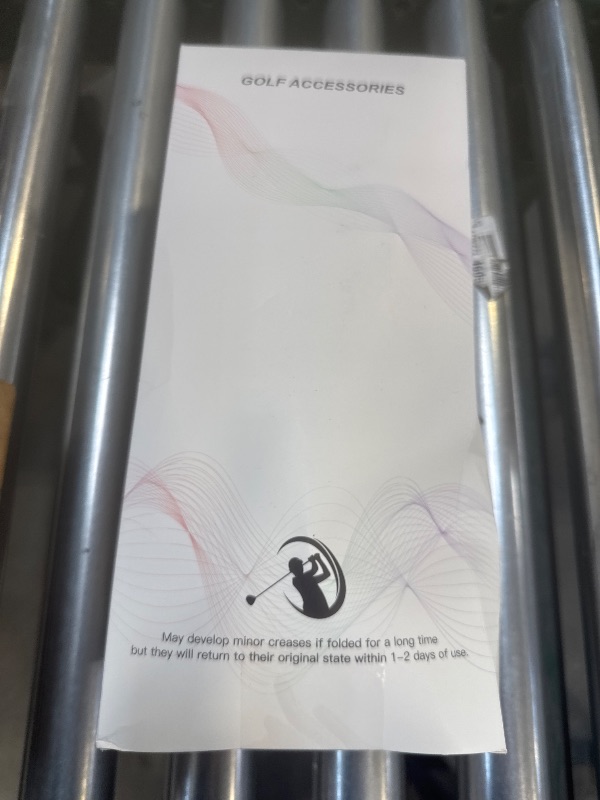 GOLF ACCESSORIES
May develop minor creases if folded for a long time
but they will return to their original state within 1-2 days of use.